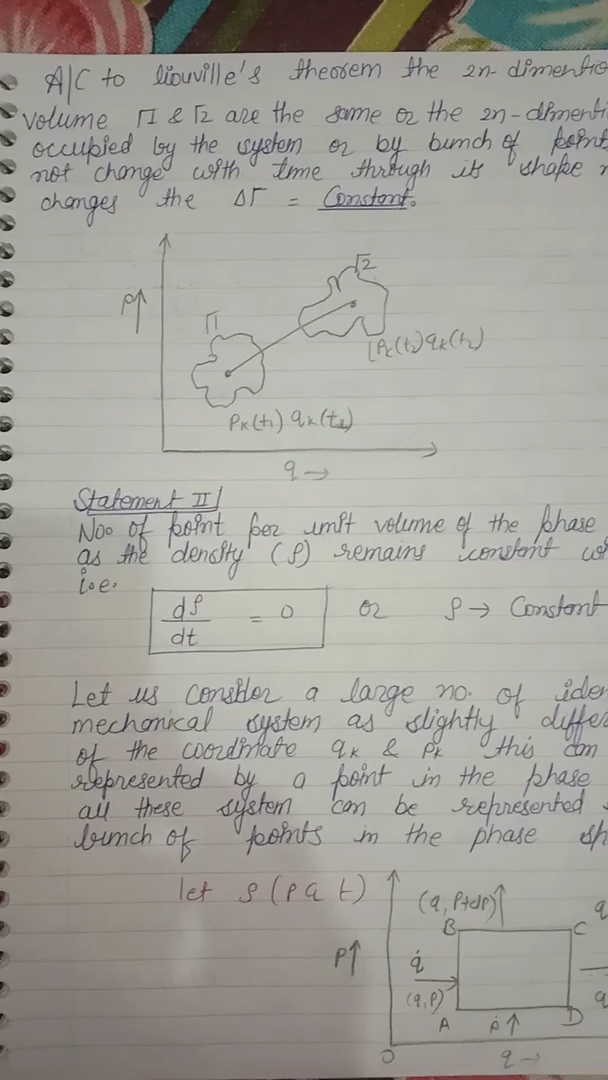 A/C to liouville's theorem the 2n-dimentio
volume Γ1 & Γ2 are the same or the 2n-dimenti
occupied by the system or by bunch of point
not change with time through its shape
changes the ΔΓ = Constant.
Γ2
P↑
Γ1
(Pk(t2) qk(t2)
Pk(t1) qk(t1)
q →
Statement II
Noo of point per unit volume of the phase
as the density (ρ) remains constant
i.e.
dρ/dt = 0 or ρ → Constant
Let us consider a large no. of iden
mechanical system as slightly differ
of the coordinate qk & Pk this can
represented by a point in the phase
all these system can be represented
bunch of points in the phase
let ρ(p q t)
(q, P+dp) ↑
B C
q
P↑
q̇
(q,P)
q
A ṗ↑ D
O
q →